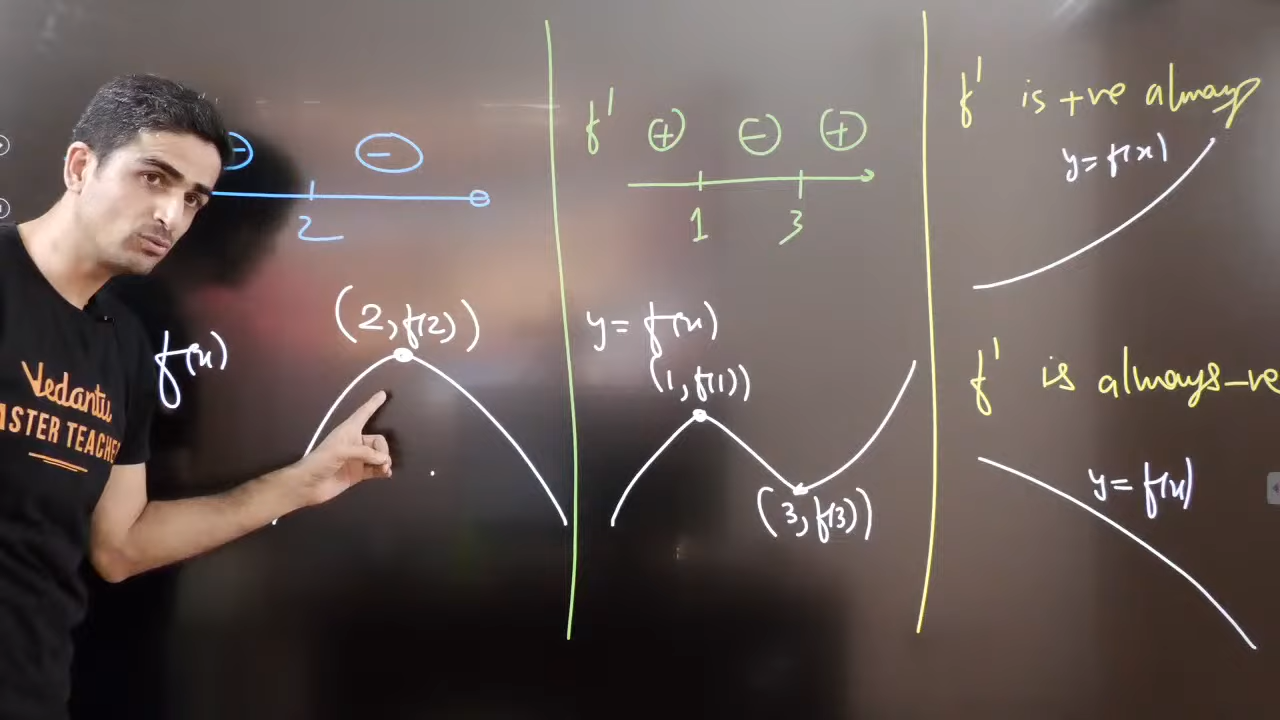 Vedantu
MASTER TEACHER
⊖
2
f(x)
(2, f(2))
f' ⊕ ⊖ ⊕
1 3
y = f(x)
(1, f(1))
(3, f(3))
f' is +ve always
y = f(x)
f' is always -ve
y = f(x)